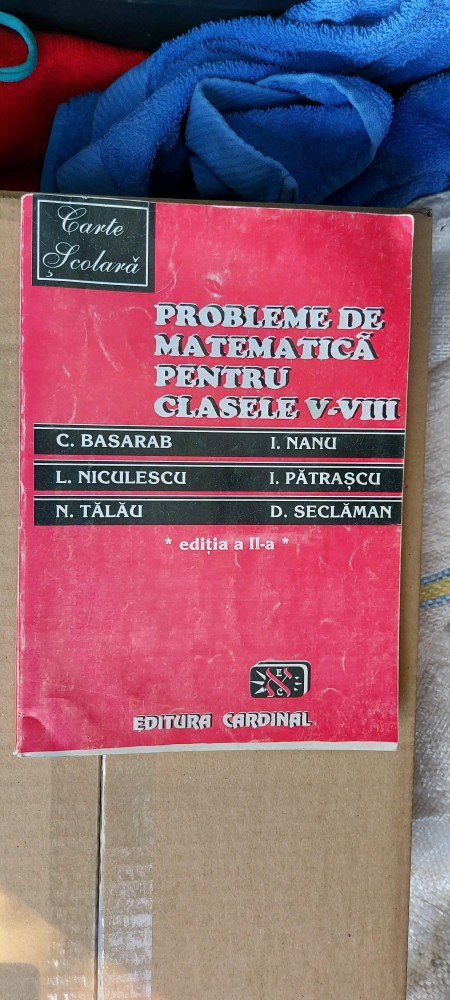 Carte
Școlară
PROBLEME DE
MATEMATICĂ
PENTRU
CLASELE V-VIII
C. BASARAB I. NANU
L. NICULESCU I. PĂTRAȘCU
N. TĂLĂU D. SECLĂMAN
* ediția a II-a *
E
C
EDITURA CARDINAL